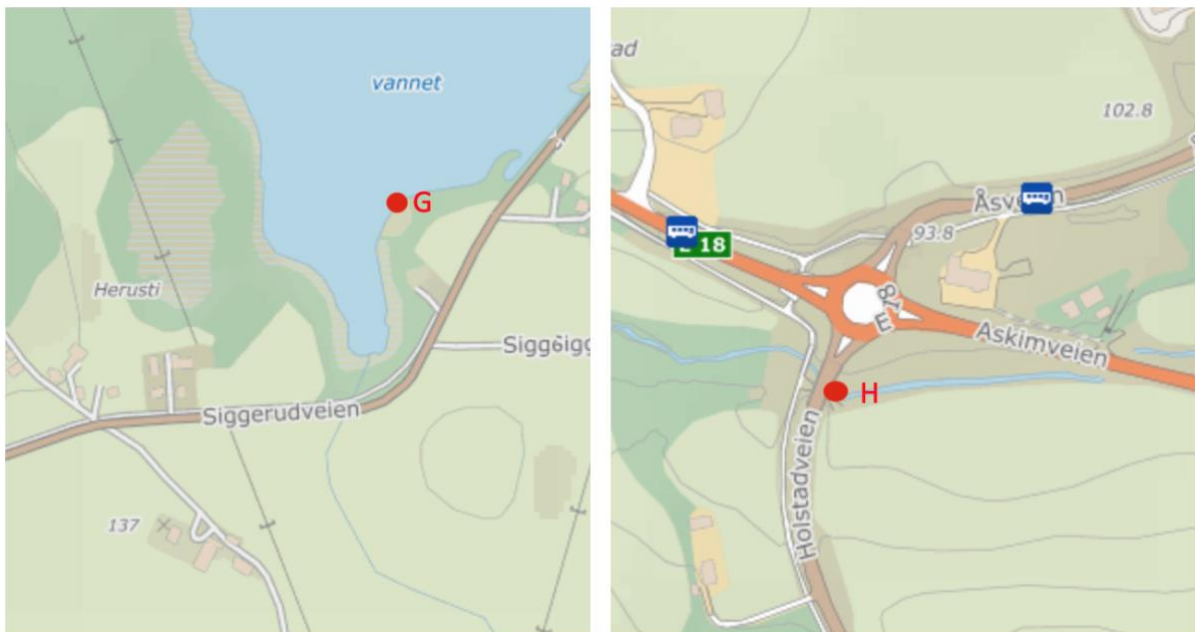 vannet
G
Herusti
Siggerudveien
137
ad
102.8
Åsveien
93.8
E 18
E 18
Askimveien
H
Holstadveien